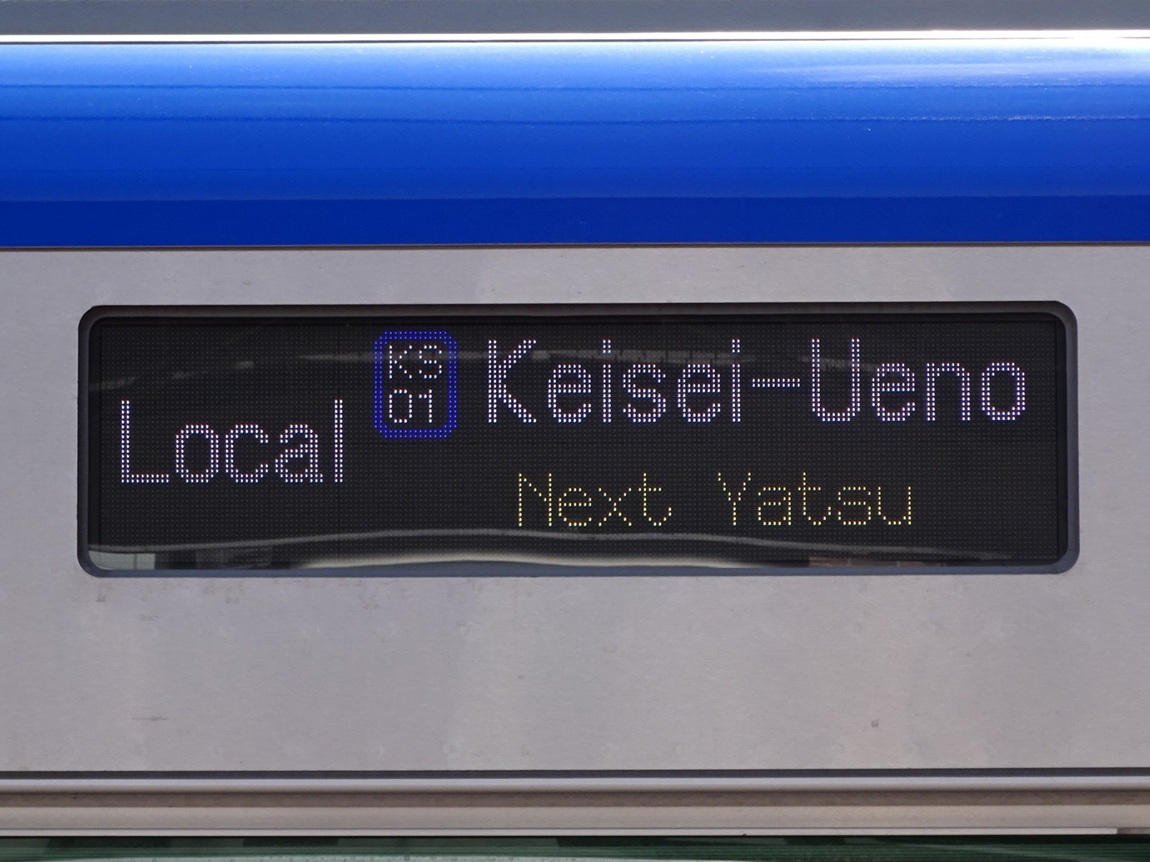 Local
KS
01
Keisei-Ueno
Next Yatsu